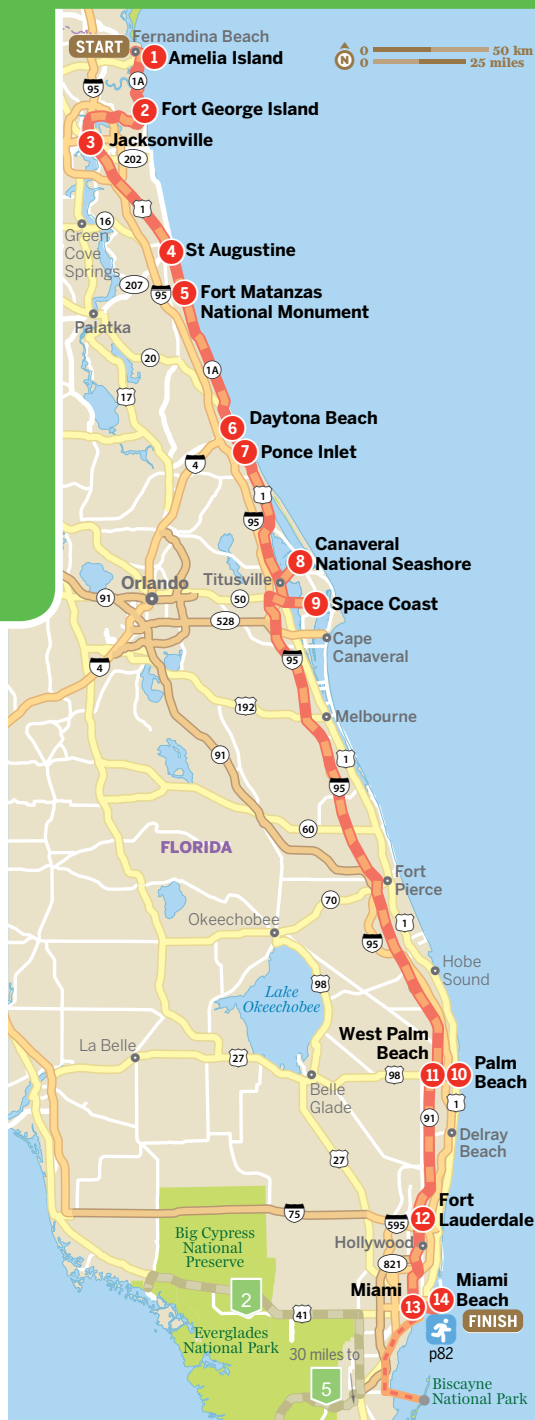 Fernandina Beach
START
1 Amelia Island
N
0 50 km
0 25 miles
95
1A
2 Fort George Island
3 Jacksonville
202
1
16
Green
Cove
Springs
4 St Augustine
207
95
5 Fort Matanzas
National Monument
Palatka
20
1A
17
6 Daytona Beach
7 Ponce Inlet
4
1
95
8 Canaveral
National Seashore
Titusville
Orlando
91
50
9 Space Coast
528
Cape
Canaveral
4
95
192
Melbourne
91
1
95
60
FLORIDA
Fort
Pierce
70
Okeechobee
1
95
Hobe
Sound
98
Lake
Okeechobee
West Palm
Beach
La Belle
27
98
11
10
Palm
Beach
Belle
Glade
1
91
Delray
Beach
27
75
595
12
Fort
Lauderdale
Big Cypress
National
Preserve
Hollywood
821
2
Miami
13
14
Miami
Beach
41
FINISH
Everglades
National Park
p82
30 miles to
5
Biscayne
National Park